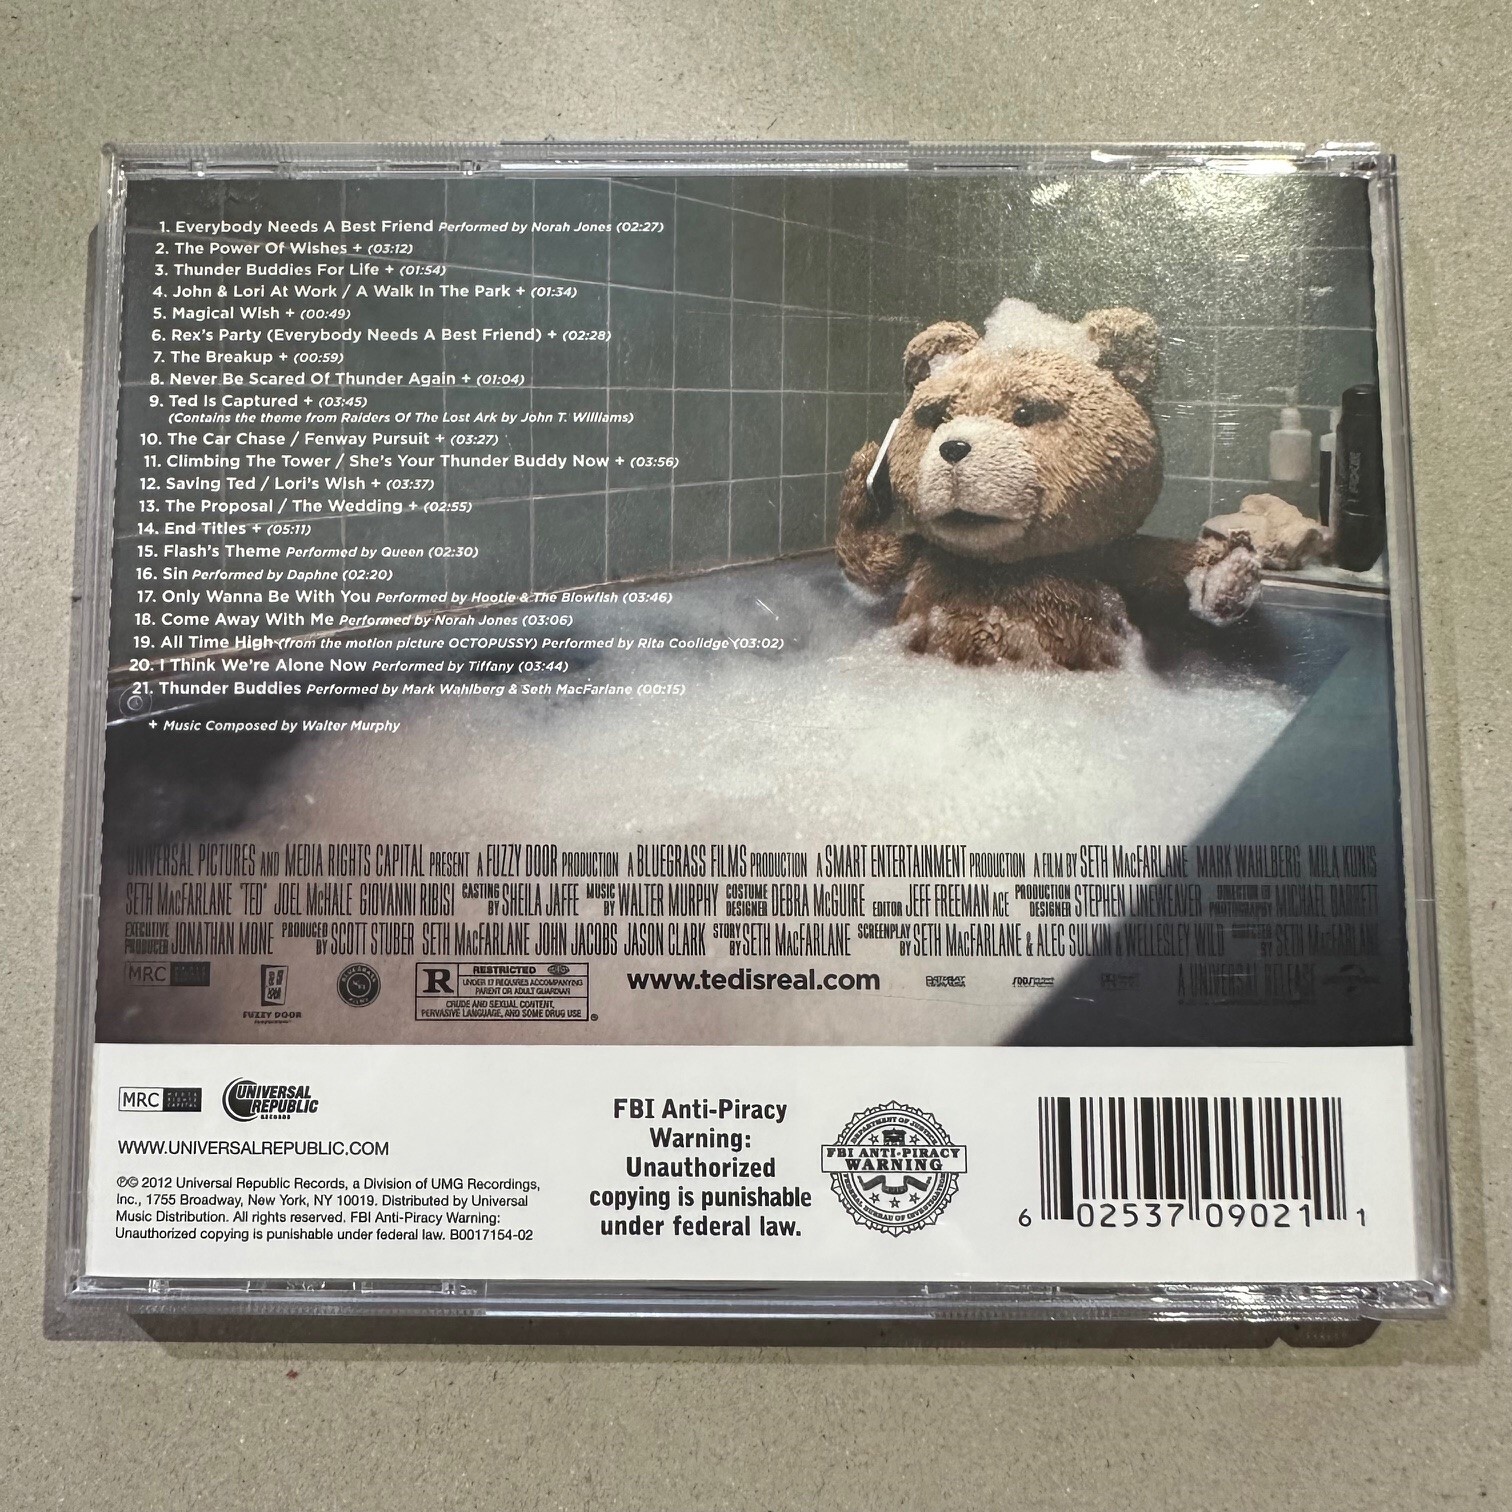 1. Everybody Needs A Best Friend Performed by Norah Jones (02:27)
2. The Power Of Wishes + (03:12)
3. Thunder Buddies For Life + (01:54)
4. John & Lori At Work / A Walk In The Park + (01:34)
5. Magical Wish + (00:49)
6. Rex's Party (Everybody Needs A Best Friend) + (02:28)
7. The Breakup + (00:59)
8. Never Be Scared Of Thunder Again + (01:04)
9. Ted Is Captured + (03:45)
(Contains the theme from Raiders Of The Lost Ark by John T. Williams)
10. The Car Chase / Fenway Pursuit + (03:27)
11. Climbing The Tower / She's Your Thunder Buddy Now + (03:56)
12. Saving Ted / Lori's Wish + (03:37)
13. The Proposal / The Wedding + (02:55)
14. End Titles + (05:11)
15. Flash's Theme Performed by Queen (02:30)
16. Sin Performed by Daphne (02:20)
17. Only Wanna Be With You Performed by Hootie & The Blowfish (03:46)
18. Come Away With Me Performed by Norah Jones (03:06)
19. All Time High (from the motion picture OCTOPUSSY) Performed by Rita Coolidge (03:02)
20. I Think We're Alone Now Performed by Tiffany (03:44)
21. Thunder Buddies Performed by Mark Wahlberg & Seth MacFarlane (00:15)
+ Music Composed by Walter Murphy
UNIVERSAL PICTURES AND MEDIA RIGHTS CAPITAL PRESENT A FUZZY DOOR PRODUCTION A BLUEGRASS FILMS PRODUCTION A SMART ENTERTAINMENT PRODUCTION A FILM BY SETH MACFARLANE MARK WAHLBERG MILA KUNIS
SETH MACFARLANE "TED" JOEL McHALE GIOVANNI RIBISI CASTING BY SHEILA JAFFE MUSIC BY WALTER MURPHY COSTUME DESIGNER DEBRA McGUIRE EDITOR JEFF FREEMAN ACE PRODUCTION DESIGNER STEPHEN LINEWEAVER DIRECTOR OF PHOTOGRAPHY MICHAEL BARRETT
EXECUTIVE PRODUCER JONATHAN MONE PRODUCED BY SCOTT STUBER SETH MACFARLANE JOHN JACOBS JASON CLARK STORY BY SETH MACFARLANE SCREENPLAY BY SETH MACFARLANE & ALEC SULKIN & WELLESLEY WILD DIRECTED BY SETH MACFARLANE
MRC
FUZZY DOOR
R RESTRICTED
UNDER 17 REQUIRES ACCOMPANYING
PARENT OR ADULT GUARDIAN
CRUDE AND SEXUAL CONTENT,
PERVASIVE LANGUAGE, AND SOME DRUG USE
www.tedisreal.com
DATASAT
A UNIVERSAL RELEASE
MRC MEDIA RIGHTS CAPITAL
UNIVERSAL
REPUBLIC
RECORDS
WWW.UNIVERSALREPUBLIC.COM
℗© 2012 Universal Republic Records, a Division of UMG Recordings,
Inc., 1755 Broadway, New York, NY 10019. Distributed by Universal
Music Distribution. All rights reserved. FBI Anti-Piracy Warning:
Unauthorized copying is punishable under federal law. B0017154-02
FBI Anti-Piracy
Warning:
Unauthorized
copying is punishable
under federal law.
DEPARTMENT OF JUSTICE
FBI ANTI-PIRACY
WARNING
FEDERAL BUREAU OF INVESTIGATION
6 02537 09021 1